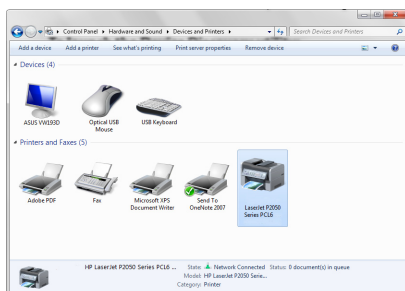 Control Panel ▸ Hardware and Sound ▸ Devices and Printers ▸
Search Devices and Printers
Add a device Add a printer See what's printing Print server properties Remove device
Devices (4)
ASUS VW193D
Optical USB Mouse
USB Keyboard
Printers and Faxes (5)
Adobe PDF
Fax
Microsoft XPS Document Writer
Send To OneNote 2007
LaserJet P2050 Series PCL6
HP LaserJet P2050 Series PCL6 ... State: Network Connected Status: 0 document(s) in queue
Model: HP LaserJet P2050 Serie...
Category: Printer